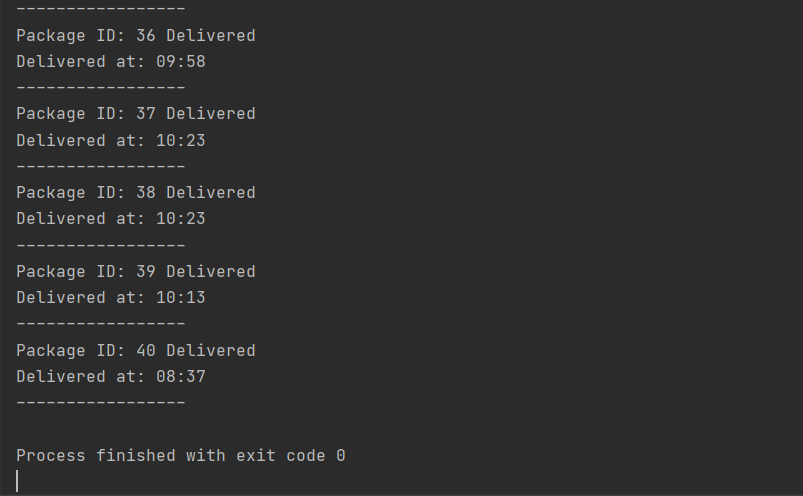 -----------------
Package ID: 36 Delivered
Delivered at: 09:58
-----------------
Package ID: 37 Delivered
Delivered at: 10:23
-----------------
Package ID: 38 Delivered
Delivered at: 10:23
-----------------
Package ID: 39 Delivered
Delivered at: 10:13
-----------------
Package ID: 40 Delivered
Delivered at: 08:37
-----------------
Process finished with exit code 0